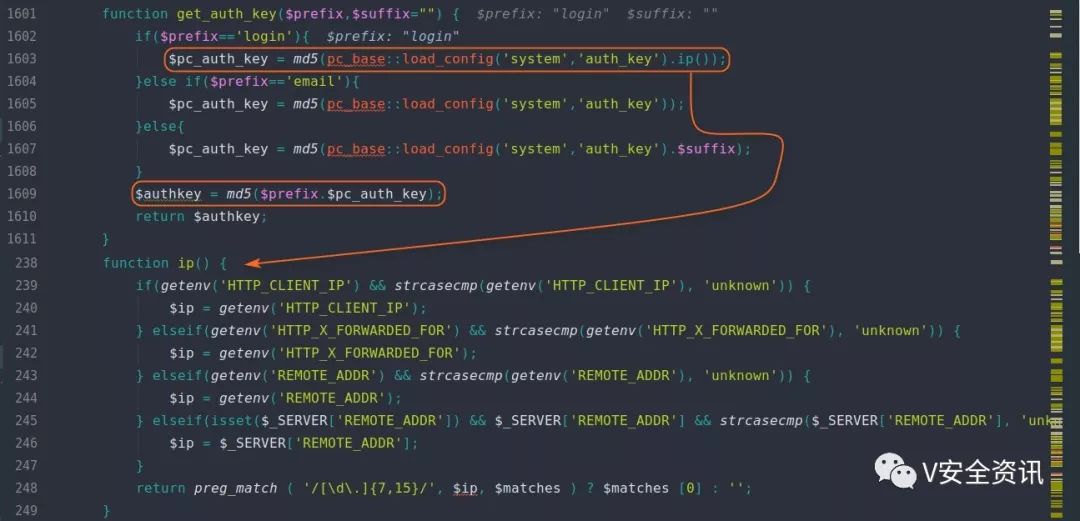 1601 function get_auth_key($prefix,$suffix="") { $prefix: "login" $suffix: ""
1602 if($prefix=='login'){ $prefix: "login"
1603 $pc_auth_key = md5(pc_base::load_config('system','auth_key').ip());
1604 }else if($prefix=='email'){
1605 $pc_auth_key = md5(pc_base::load_config('system','auth_key'));
1606 }else{
1607 $pc_auth_key = md5(pc_base::load_config('system','auth_key').$suffix);
1608 }
1609 $authkey = md5($prefix.$pc_auth_key);
1610 return $authkey;
1611 }
238 function ip() {
239 if(getenv('HTTP_CLIENT_IP') && strcasecmp(getenv('HTTP_CLIENT_IP'), 'unknown')) {
240 $ip = getenv('HTTP_CLIENT_IP');
241 } elseif(getenv('HTTP_X_FORWARDED_FOR') && strcasecmp(getenv('HTTP_X_FORWARDED_FOR'), 'unknown')) {
242 $ip = getenv('HTTP_X_FORWARDED_FOR');
243 } elseif(getenv('REMOTE_ADDR') && strcasecmp(getenv('REMOTE_ADDR'), 'unknown')) {
244 $ip = getenv('REMOTE_ADDR');
245 } elseif(isset($_SERVER['REMOTE_ADDR']) && $_SERVER['REMOTE_ADDR'] && strcasecmp($_SERVER['REMOTE_ADDR'], 'unkn
246 $ip = $_SERVER['REMOTE_ADDR'];
247 }
248 return preg_match ( '/[\d\.]{7,15}/', $ip, $matches ) ? $matches [0] : '';
249 }
V安全资讯